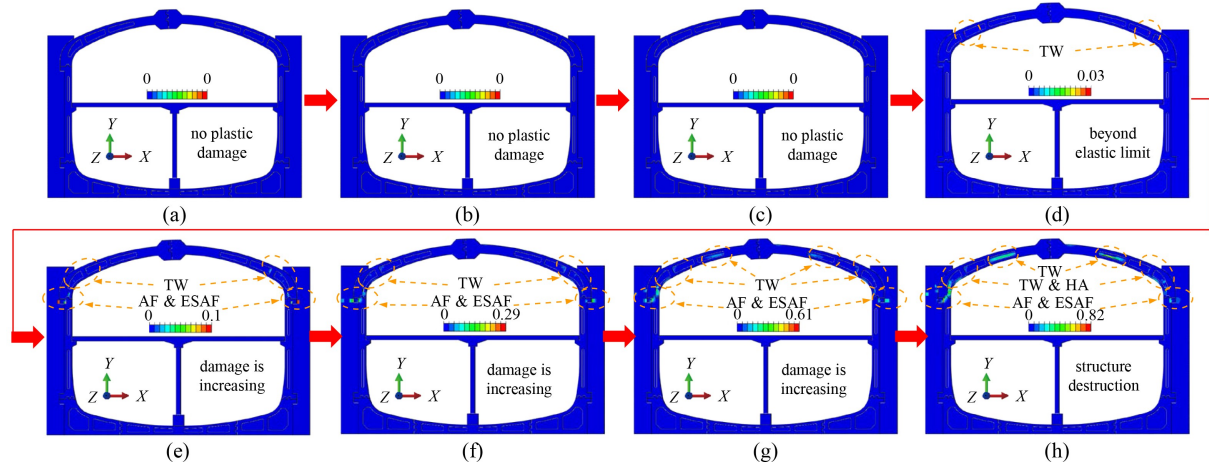 0 0
Y
Z X
no plastic
damage
(a)
0 0
Y
Z X
no plastic
damage
(b)
0 0
Y
Z X
no plastic
damage
(c)
TW
0 0.03
Y
Z X
beyond
elastic limit
(d)
TW
AF & ESAF
0 0.1
Y
Z X
damage is
increasing
(e)
TW
AF & ESAF
0 0.29
Y
Z X
damage is
increasing
(f)
TW
AF & ESAF
0 0.61
Y
Z X
damage is
increasing
(g)
TW
TW & HA
AF & ESAF
0 0.82
Y
Z X
structure
destruction
(h)